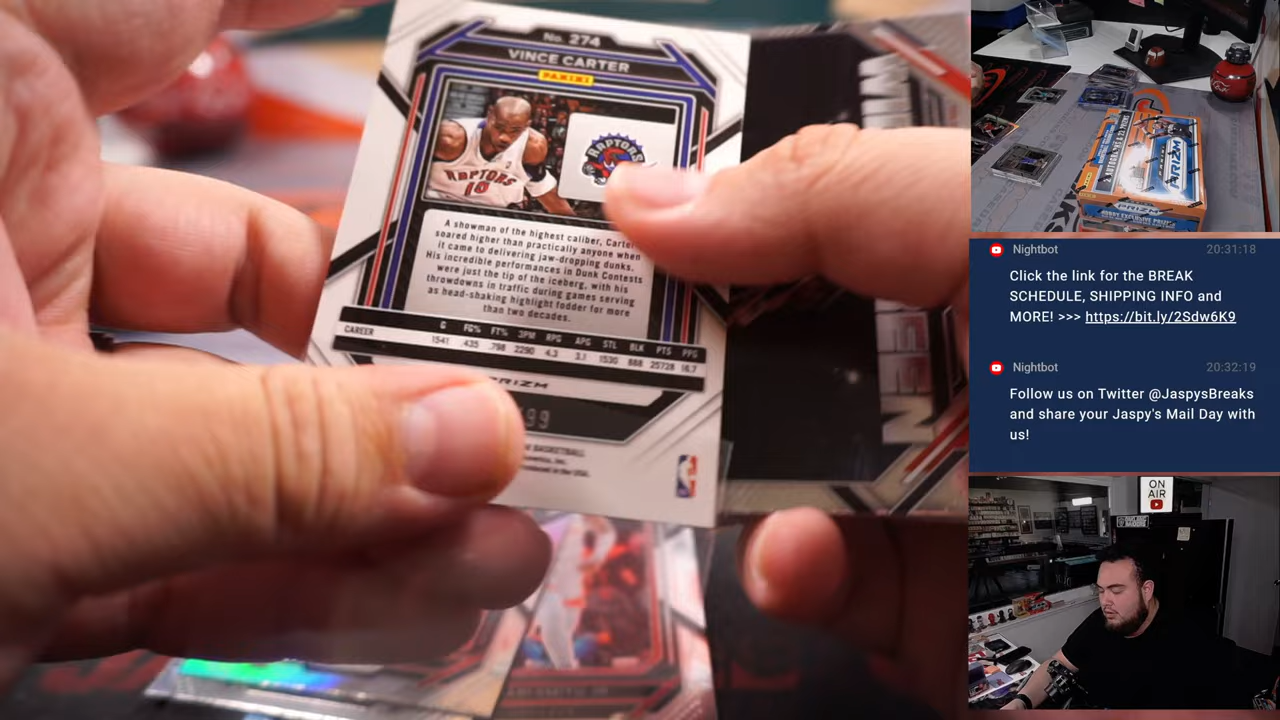 No. 274
VINCE CARTER
PANINI
RAPTORS
RAPTORS
A showman of the highest caliber, Carter
soared higher than practically anyone when
it came to delivering jaw-dropping dunks.
His incredible performances in Dunk Contests
were just the tip of the iceberg, with his
throwdowns in traffic during games serving
as head-shaking highlight fodder for more
than two decades.
G FG% FT% 3PM RPG APG STL BLK PTS PPG
CAREER 1541 .435 .798 2290 4.3 3.1 1530 888 25728 16.7
PRIZM
99
BASKETBALL
NBA
PRIZM
Nightbot 20:31:18
Click the link for the BREAK
SCHEDULE, SHIPPING INFO and
MORE! >>> https://bit.ly/2Sdw6K9
Nightbot 20:32:19
Follow us on Twitter @JaspysBreaks
and share your Jaspy's Mail Day with
us!
ON
AIR